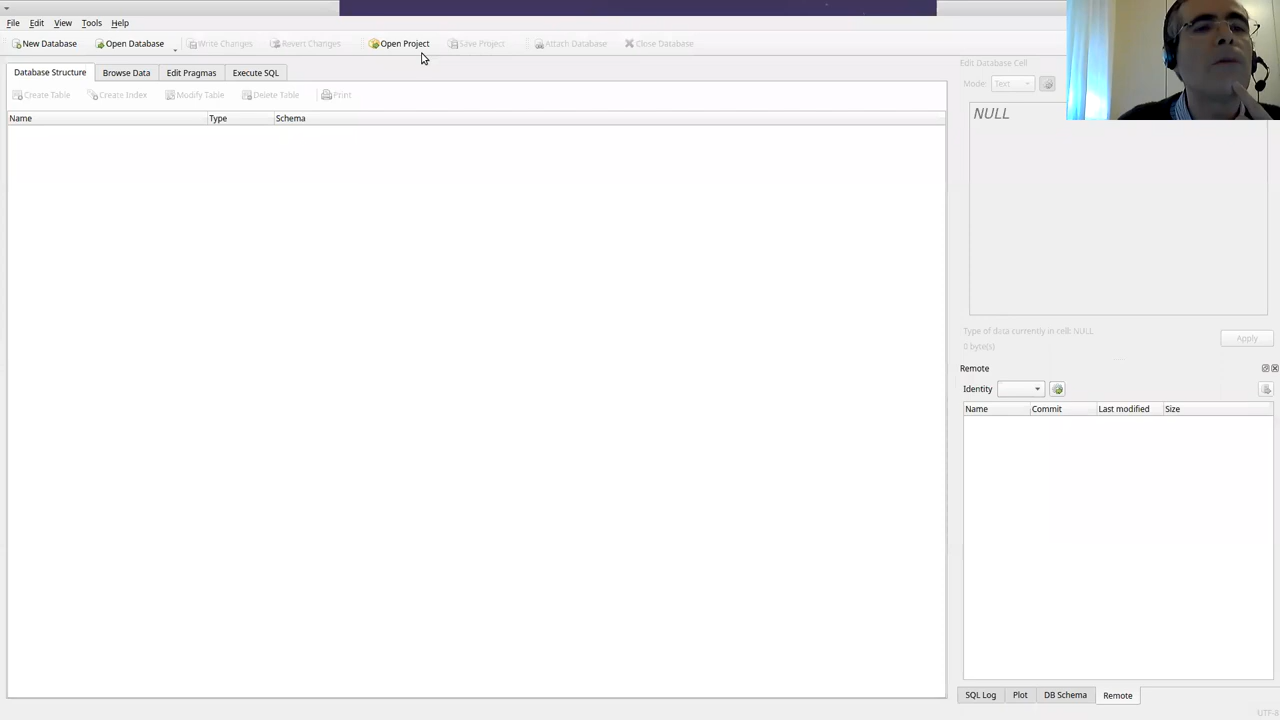 File Edit View Tools Help
New Database Open Database Write Changes Revert Changes Open Project Save Project Attach Database Close Database
Database Structure Browse Data Edit Pragmas Execute SQL
Create Table Create Index Modify Table Delete Table Print
Name Type Schema
Edit Database Cell
Mode: Text
NULL
Type of data currently in cell: NULL
0 byte(s)
Apply
Remote
Identity
Name Commit Last modified Size
SQL Log Plot DB Schema Remote
UTF-8